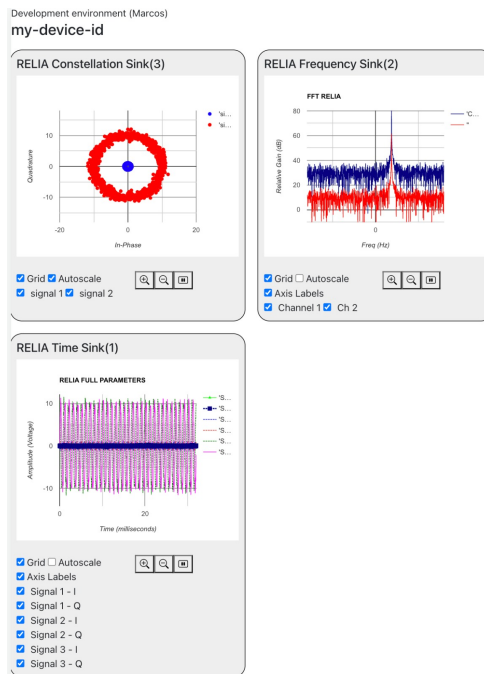 Development environment (Marcos)
my-device-id
RELIA Constellation Sink(3)
'si...
'si...
10
0
-10
Quadrature
-20
0
20
In-Phase
Grid Autoscale
signal 1 signal 2
RELIA Frequency Sink(2)
FFT RELIA
'C...
"
80
60
40
20
0
Relative Gain (dB)
0
Freq (Hz)
Grid Autoscale
Axis Labels
Channel 1 Ch 2
RELIA Time Sink(1)
RELIA FULL PARAMETERS
'S...
'S...
'S...
'S...
'S...
'S...
10
0
-10
Amplitude (Voltage)
0
20
Time (milliseconds)
Grid Autoscale
Axis Labels
Signal 1 - I
Signal 1 - Q
Signal 2 - I
Signal 2 - Q
Signal 3 - I
Signal 3 - Q